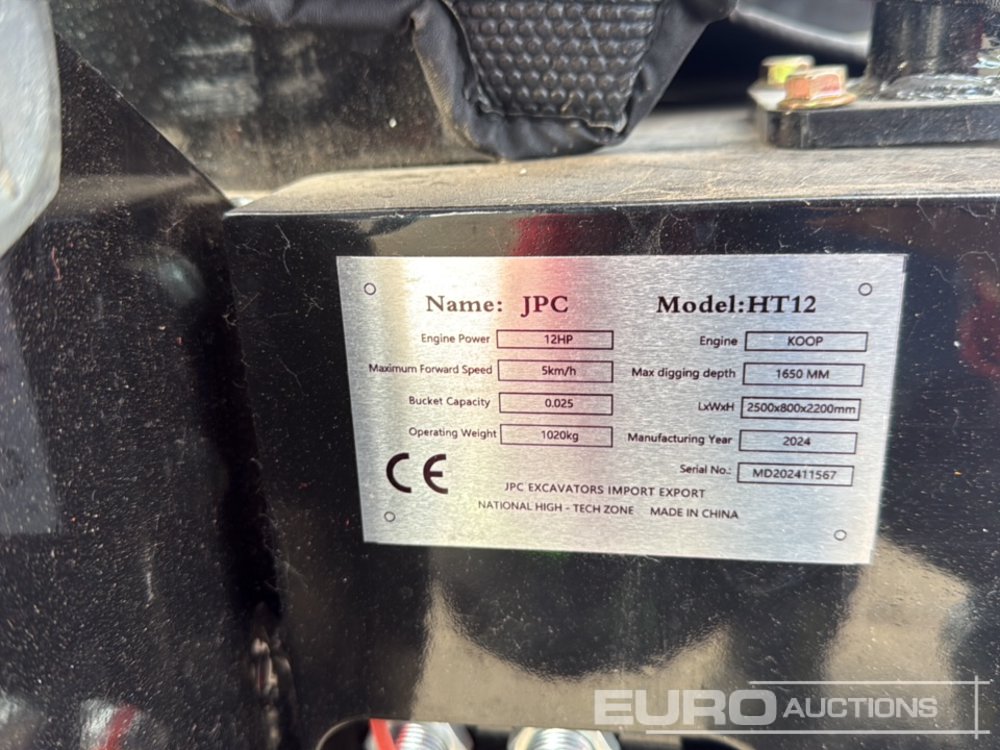 Name: JPC Model:HT12
Engine Power 12HP Engine KOOP
Maximum Forward Speed 5km/h Max digging depth 1650 MM
Bucket Capacity 0.025 LxWxH 2500x800x2200mm
Operating Weight 1020kg Manufacturing Year 2024
CE Serial No.: MD202411567
JPC EXCAVATORS IMPORT EXPORT
NATIONAL HIGH - TECH ZONE MADE IN CHINA
EURO AUCTIONS